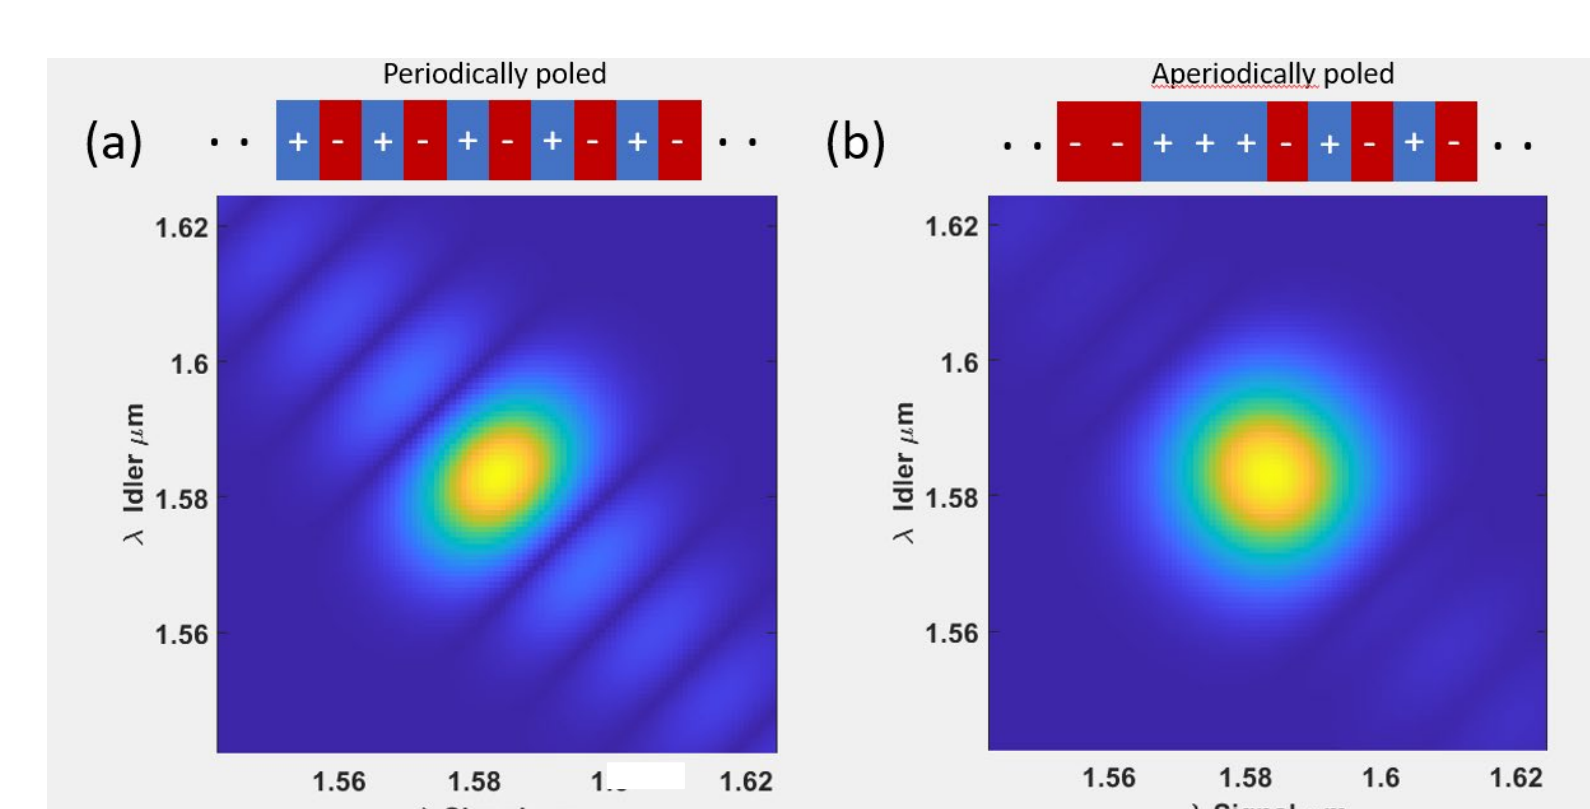 Periodically poled
Aperiodically poled
(a)
. . + - + - + - + - + - . .
(b)
. . - - + + + - + - + - . .
1.62
1.6
1.58
1.56
λ Idler μm
1.56 1.58 1.62
1.62
1.6
1.58
1.56
λ Idler μm
1.56 1.58 1.6 1.62